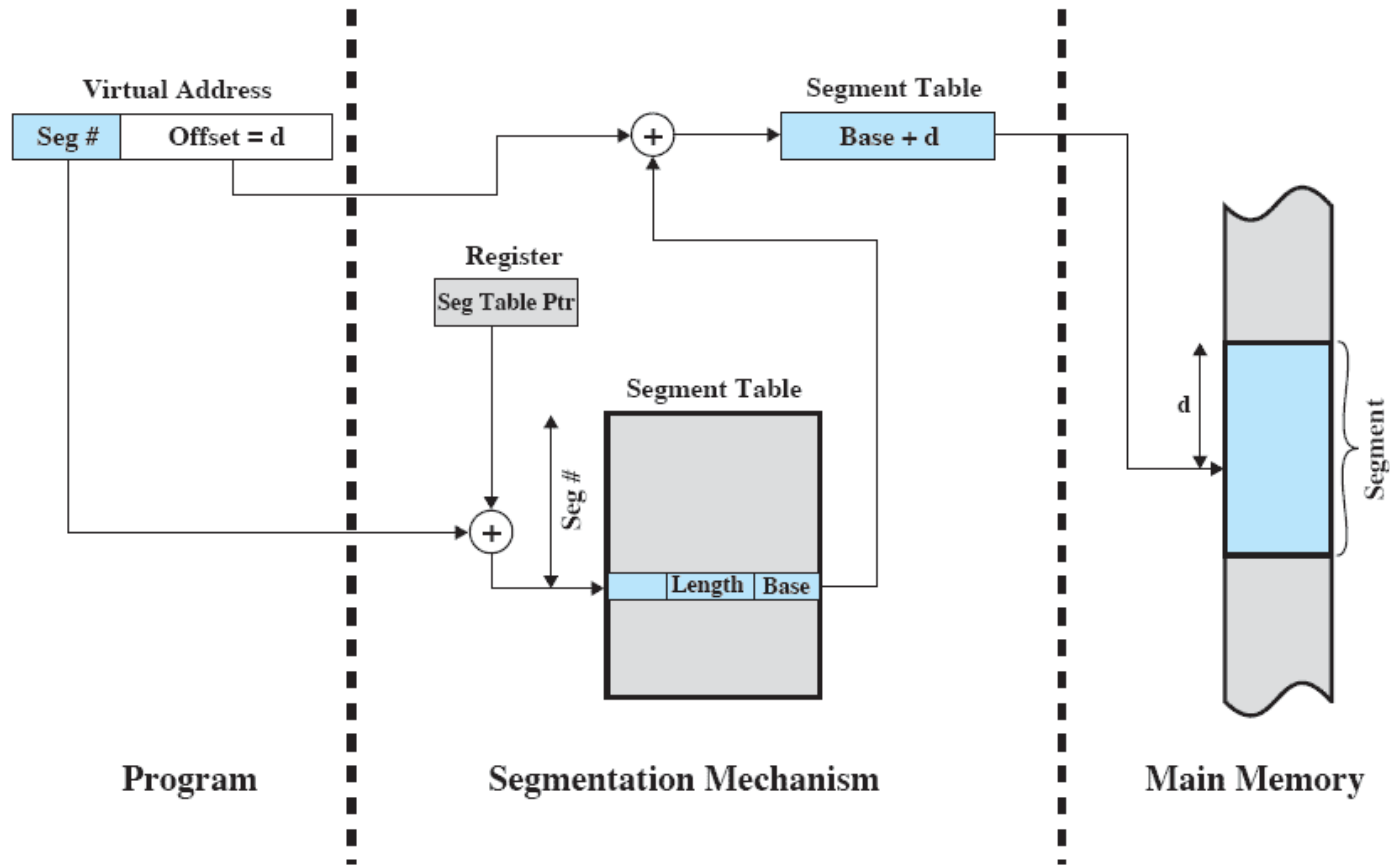 Virtual Address
Seg #
Offset = d
+
Segment Table
Base + d
Register
Seg Table Ptr
Segment Table
Seg #
+
Length
Base
d
Segment
Program
Segmentation Mechanism
Main Memory